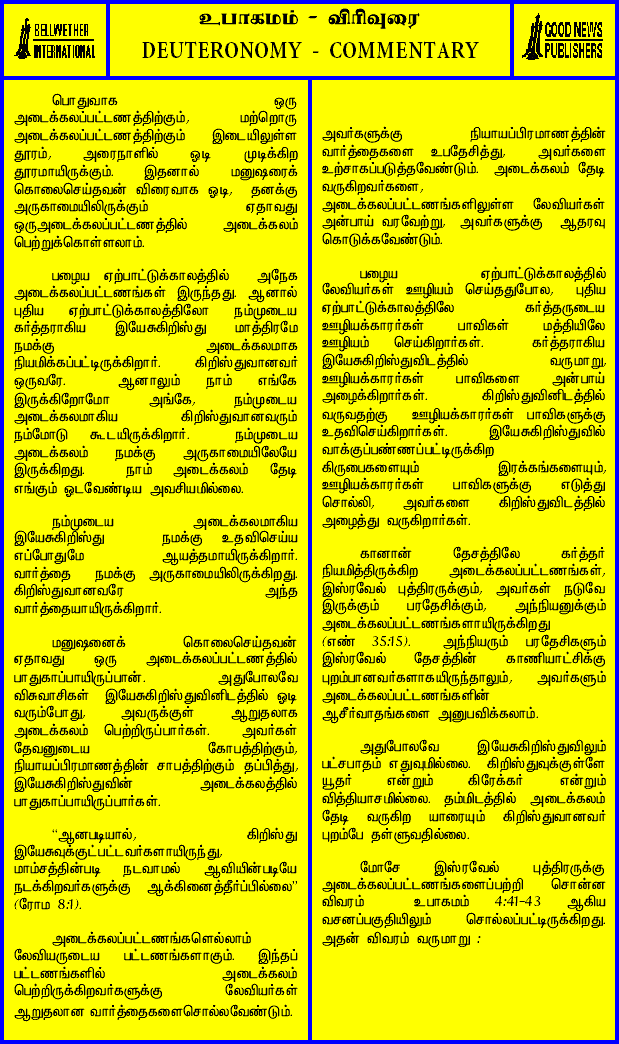 BELLWETHER
INTERNATIONAL
உபாகமம் - விரிவுரை
DEUTERONOMY - COMMENTARY
GOOD NEWS
PUBLISHERS
பொதுவாக ஒரு
அடைக்கலப்பட்டணத்திற்கும், மற்றொரு
அடைக்கலப்பட்டணத்திற்கும் இடையிலுள்ள
தூரம், அரைநாளில் ஓடி முடிக்கிற
தூரமாயிருக்கும். இதனால் மனுஷரைக்
கொலைசெய்தவன் விரைவாக ஓடி, தனக்கு
அருகாமையிலிருக்கும் ஏதாவது
ஒருஅடைக்கலப்பட்டணத்தில் அடைக்கலம்
பெற்றுக்கொள்ளலாம்.
பழைய ஏற்பாட்டுக்காலத்தில் அநேக
அடைக்கலப்பட்டணங்கள் இருந்தது. ஆனால்
புதிய ஏற்பாட்டுக்காலத்திலோ நம்முடைய
கர்த்தராகிய இயேசுகிறிஸ்து மாத்திரமே
நமக்கு அடைக்கலமாக
நியமிக்கப்பட்டிருக்கிறார். கிறிஸ்துவானவர்
ஒருவரே. ஆனாலும் நாம் எங்கே
இருக்கிறோமோ அங்கே, நம்முடைய
அடைக்கலமாகிய கிறிஸ்துவானவரும்
நம்மோடு கூடயிருக்கிறார். நம்முடைய
அடைக்கலம் நமக்கு அருகாமையிலேயே
இருக்கிறது. நாம் அடைக்கலம் தேடி
எங்கும் ஓடவேண்டிய அவசியமில்லை.
நம்முடைய அடைக்கலமாகிய
இயேசுகிறிஸ்து நமக்கு உதவிசெய்ய
எப்போதுமே ஆயத்தமாயிருக்கிறார்.
வார்த்தை நமக்கு அருகாமையிலிருக்கிறது.
கிறிஸ்துவானவரே அந்த
வார்த்தையாயிருக்கிறார்.
மனுஷனைக் கொலைசெய்தவன்
ஏதாவது ஒரு அடைக்கலப்பட்டணத்தில்
பாதுகாப்பாயிருப்பான். அதுபோலவே
விசுவாசிகள் இயேசுகிறிஸ்துவினிடத்தில் ஓடி
வரும்போது, அவருக்குள் ஆறுதலாக
அடைக்கலம் பெற்றிருப்பார்கள். அவர்கள்
தேவனுடைய கோபத்திற்கும்,
நியாயப்பிரமாணத்தின் சாபத்திற்கும் தப்பித்து,
இயேசுகிறிஸ்துவின் அடைக்கலத்தில்
பாதுகாப்பாயிருப்பார்கள்.
"ஆனபடியால், கிறிஸ்து
இயேசுவுக்குட்பட்டவர்களாயிருந்து,
மாம்சத்தின்படி நடவாமல் ஆவியின்படியே
நடக்கிறவர்களுக்கு ஆக்கினைத்தீர்ப்பில்லை"
(ரோம 8:1).
அடைக்கலப்பட்டணங்களெல்லாம்
லேவியருடைய பட்டணங்களாகும். இந்தப்
பட்டணங்களில் அடைக்கலம்
பெற்றிருக்கிறவர்களுக்கு லேவியர்கள்
ஆறுதலான வார்த்தைகளைசொல்லவேண்டும்.
அவர்களுக்கு நியாயப்பிரமாணத்தின்
வார்த்தைகளை உபதேசித்து, அவர்களை
உற்சாகப்படுத்தவேண்டும். அடைக்கலம் தேடி
வருகிறவர்களை,
அடைக்கலப்பட்டணங்களிலுள்ள லேவியர்கள்
அன்பாய் வரவேற்று, அவர்களுக்கு ஆதரவு
கொடுக்கவேண்டும்.
பழைய ஏற்பாட்டுக்காலத்தில்
லேவியர்கள் ஊழியம் செய்ததுபோல, புதிய
ஏற்பாட்டுக்காலத்திலே கர்த்தருடைய
ஊழியக்காரர்கள் பாவிகள் மத்தியிலே
ஊழியம் செய்கிறார்கள். கர்த்தராகிய
இயேசுகிறிஸ்துவிடத்தில் வருமாறு,
ஊழியக்காரர்கள் பாவிகளை அன்பாய்
அழைக்கிறார்கள். கிறிஸ்துவினிடத்தில்
வருவதற்கு ஊழியக்காரர்கள் பாவிகளுக்கு
உதவிசெய்கிறார்கள். இயேசுகிறிஸ்துவில்
வாக்குப்பண்ணப்பட்டிருக்கிற
கிருபைகளையும் இரக்கங்களையும்,
ஊழியக்காரர்கள் பாவிகளுக்கு எடுத்து
சொல்லி, அவர்களை கிறிஸ்துவிடத்தில்
அழைத்து வருகிறார்கள்.
கானான் தேசத்திலே கர்த்தர்
நியமித்திருக்கிற அடைக்கலப்பட்டணங்கள்,
இஸ்ரவேல் புத்திரருக்கும், அவர்கள் நடுவே
இருக்கும் பரதேசிக்கும், அந்நியனுக்கும்
அடைக்கலப்பட்டணங்களாயிருக்கிறது
(எண் 35:15). அந்நியரும் பரதேசிகளும்
இஸ்ரவேல் தேசத்தின் காணியாட்சிக்கு
புறம்பானவர்களாகயிருந்தாலும், அவர்களும்
அடைக்கலப்பட்டணங்களின்
ஆசீர்வாதங்களை அனுபவிக்கலாம்.
அதுபோலவே இயேசுகிறிஸ்துவிலும்
பட்சபாதம் எதுவுமில்லை. கிறிஸ்துவுக்குள்ளே
யூதர் என்றும் கிரேக்கர் என்றும்
வித்தியாசமில்லை. தம்மிடத்தில் அடைக்கலம்
தேடி வருகிற யாரையும் கிறிஸ்துவானவர்
புறம்பே தள்ளுவதில்லை.
மோசே இஸ்ரவேல் புத்திரருக்கு
அடைக்கலப்பட்டணங்களைப்பற்றி சொன்ன
விவரம் உபாகமம் 4:41-43 ஆகிய
வசனப்பகுதியிலும் சொல்லப்பட்டிருக்கிறது.
அதன் விவரம் வருமாறு :